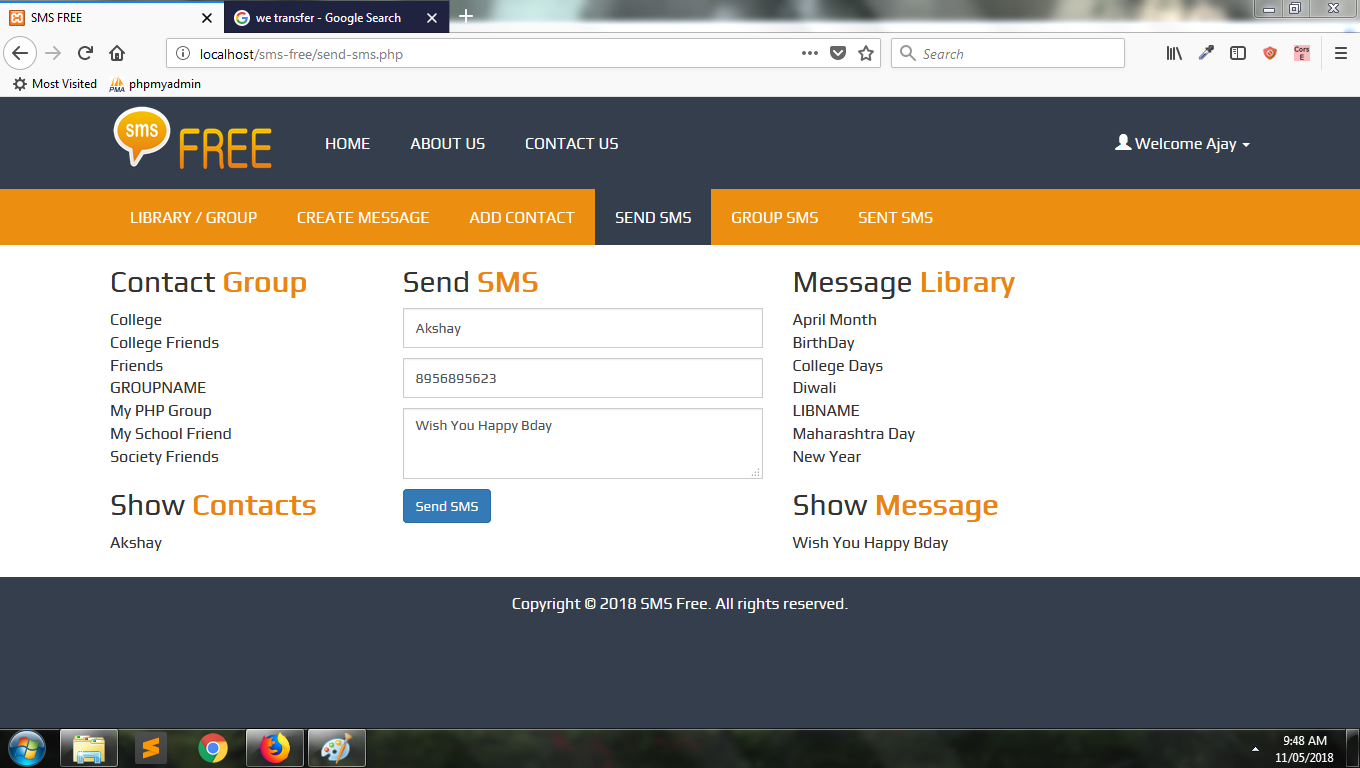 SMS FREE
we transfer - Google Search
localhost/sms-free/send-sms.php
Search
Cors
E
Most Visited
PMA
phpmyadmin
sms FREE
HOME
ABOUT US
CONTACT US
Welcome Ajay
LIBRARY / GROUP
CREATE MESSAGE
ADD CONTACT
SEND SMS
GROUP SMS
SENT SMS
Contact Group
College
College Friends
Friends
GROUPNAME
My PHP Group
My School Friend
Society Friends
Show Contacts
Akshay
Send SMS
Akshay
8956895623
Wish You Happy Bday
Send SMS
Message Library
April Month
BirthDay
College Days
Diwali
LIBNAME
Maharashtra Day
New Year
Show Message
Wish You Happy Bday
Copyright © 2018 SMS Free. All rights reserved.
9:48 AM
11/05/2018